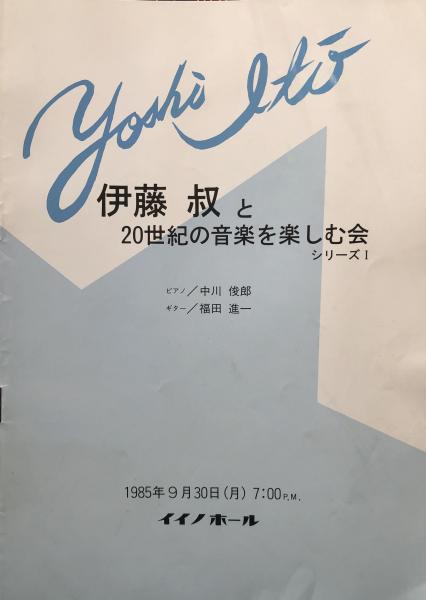 Yoshi Itō
伊藤 叔 と
20世紀の音楽を楽しむ会
シリーズ I
ピアノ／中川 俊郎
ギター／福田 進一
1985年9月30日(月) 7:00 P.M.
イイノホール